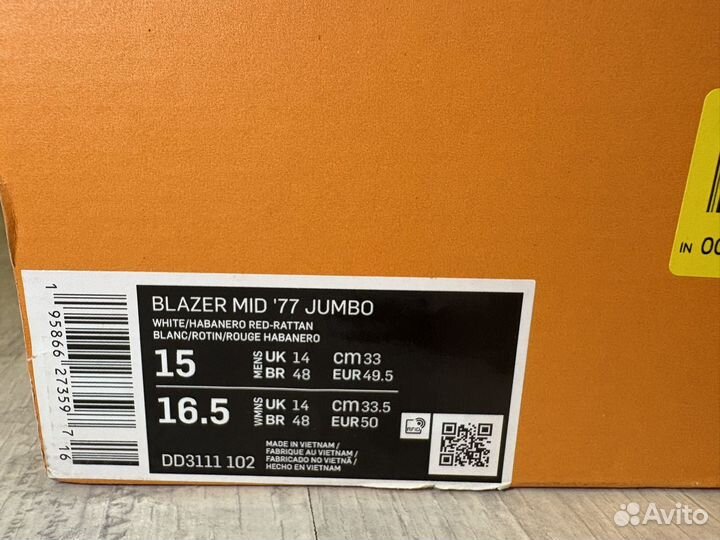 IN 00
1 95866 27359 7 16
BLAZER MID '77 JUMBO
WHITE/HABANERO RED-RATTAN
BLANC/ROTIN/ROUGE HABANERO
15 MENS UK 14 cm 33
BR 48 EUR 49.5
16.5 WMNS UK 14 cm 33.5
BR 48 EUR 50
RFID
DD3111 102
MADE IN VIETNAM /
FABRIQUE AU VIETNAM /
FABRICADO NO VIETNÃ /
HECHO EN VIETNAM
Avito